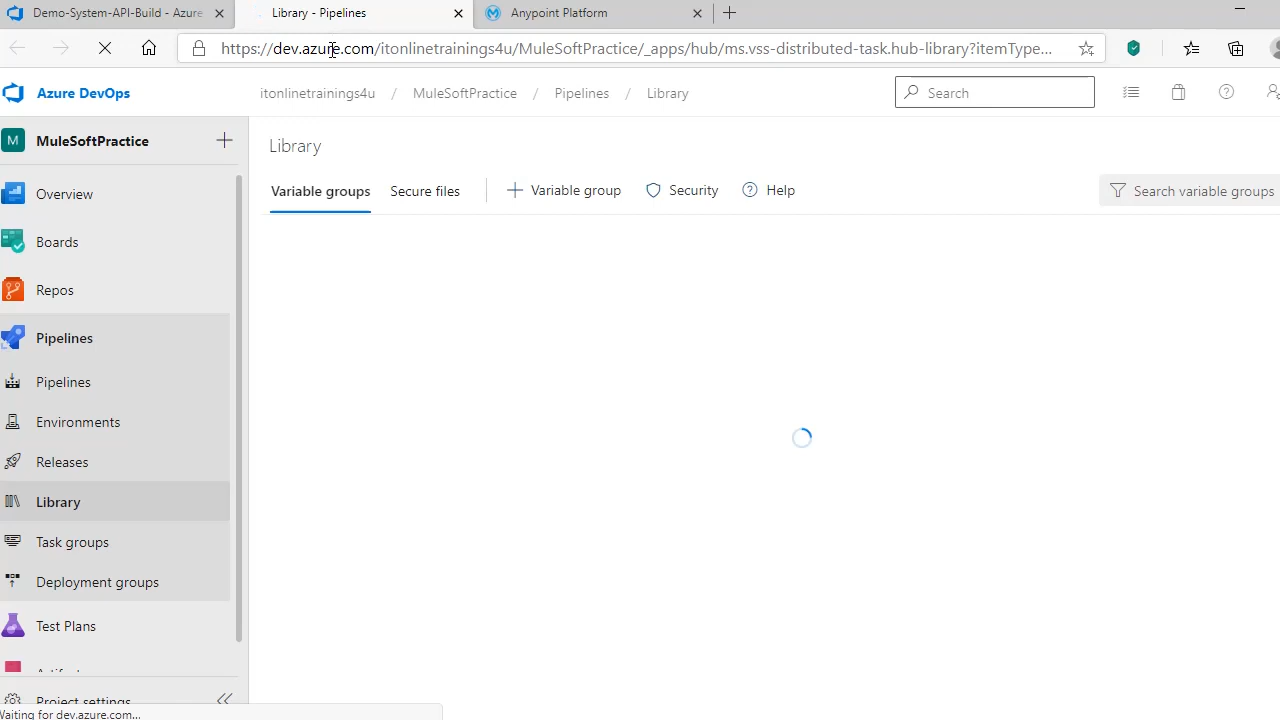 Demo-System-API-Build - Azure
Library - Pipelines
Anypoint Platform
https://dev.azure.com/itonlinetrainings4u/MuleSoftPractice/_apps/hub/ms.vss-distributed-task.hub-library?itemType...
Azure DevOps
itonlinetrainings4u / MuleSoftPractice / Pipelines / Library
Search
M MuleSoftPractice
Library
Overview
Variable groups Secure files Variable group Security Help
Search variable groups
Boards
Repos
Pipelines
Pipelines
Environments
Releases
Library
Task groups
Deployment groups
Test Plans
Artifacts
Project settings
Waiting for dev.azure.com...